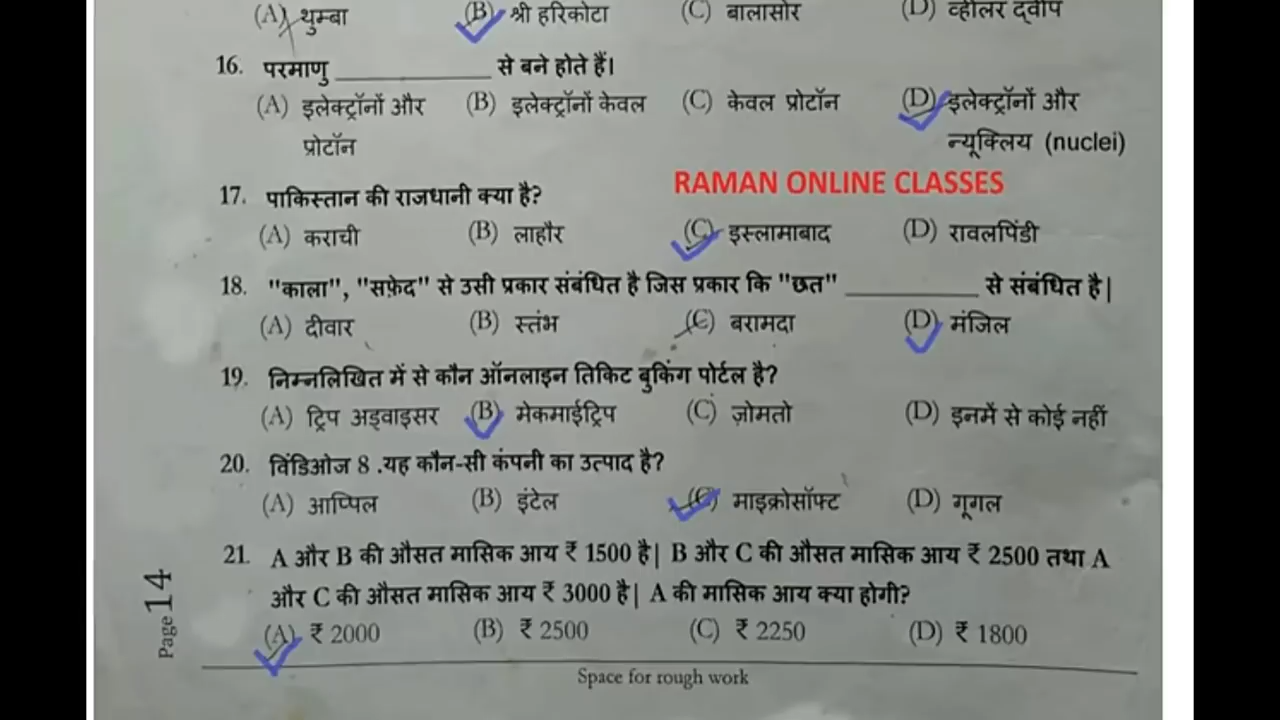 (A) थुम्बा (B) श्री हरिकोटा (C) बालासोर (D) व्हीलर द्वीप
16. परमाणु ____________ से बने होते हैं।
(A) इलेक्ट्रॉनों और (B) इलेक्ट्रॉनों केवल (C) केवल प्रोटॉन (D) इलेक्ट्रॉनों और
प्रोटॉन न्यूक्लिय (nuclei)
RAMAN ONLINE CLASSES
17. पाकिस्तान की राजधानी क्या है?
(A) कराची (B) लाहौर (C) इस्लामाबाद (D) रावलपिंडी
18. "काला", "सफ़ेद" से उसी प्रकार संबंधित है जिस प्रकार कि "छत" __________ से संबंधित है|
(A) दीवार (B) स्तंभ (C) बरामदा (D) मंजिल
19. निम्नलिखित में से कौन ऑनलाइन तिकिट बुकिंग पोर्टल है?
(A) ट्रिप अड्वाइसर (B) मेकमाईट्रिप (C) ज़ोमतो (D) इनमें से कोई नहीं
20. विंडिओज 8 .यह कौन-सी कंपनी का उत्पाद है?
(A) आप्पिल (B) इंटेल (C) माइक्रोसॉफ्ट (D) गूगल
21. A और B की औसत मासिक आय ₹ 1500 है| B और C की औसत मासिक आय ₹ 2500 तथा A
और C की औसत मासिक आय ₹ 3000 है| A की मासिक आय क्या होगी?
(A) ₹ 2000 (B) ₹ 2500 (C) ₹ 2250 (D) ₹ 1800
Page 14
Space for rough work